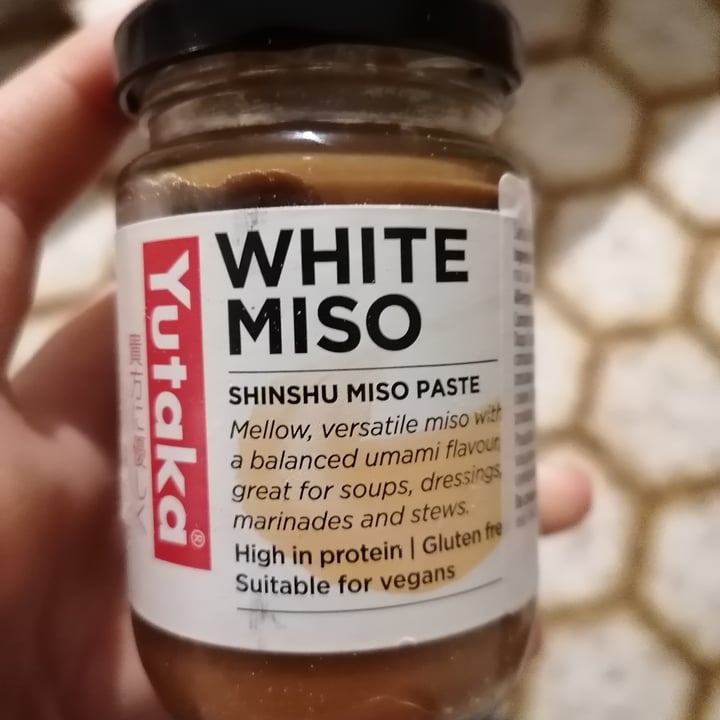 Yutaka®
WHITE
MISO
SHINSHU MISO PASTE
Mellow, versatile miso with
a balanced umami flavour,
great for soups, dressings,
marinades and stews.
High in protein | Gluten fre
Suitable for vegans